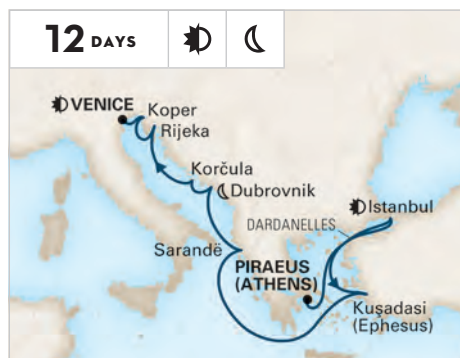 12 DAYS
VENICE
Koper
Rijeka
Korčula
Dubrovnik
Istanbul
DARDANELLES
Sarandë
PIRAEUS
(ATHENS)
Kuşadasi
(Ephesus)